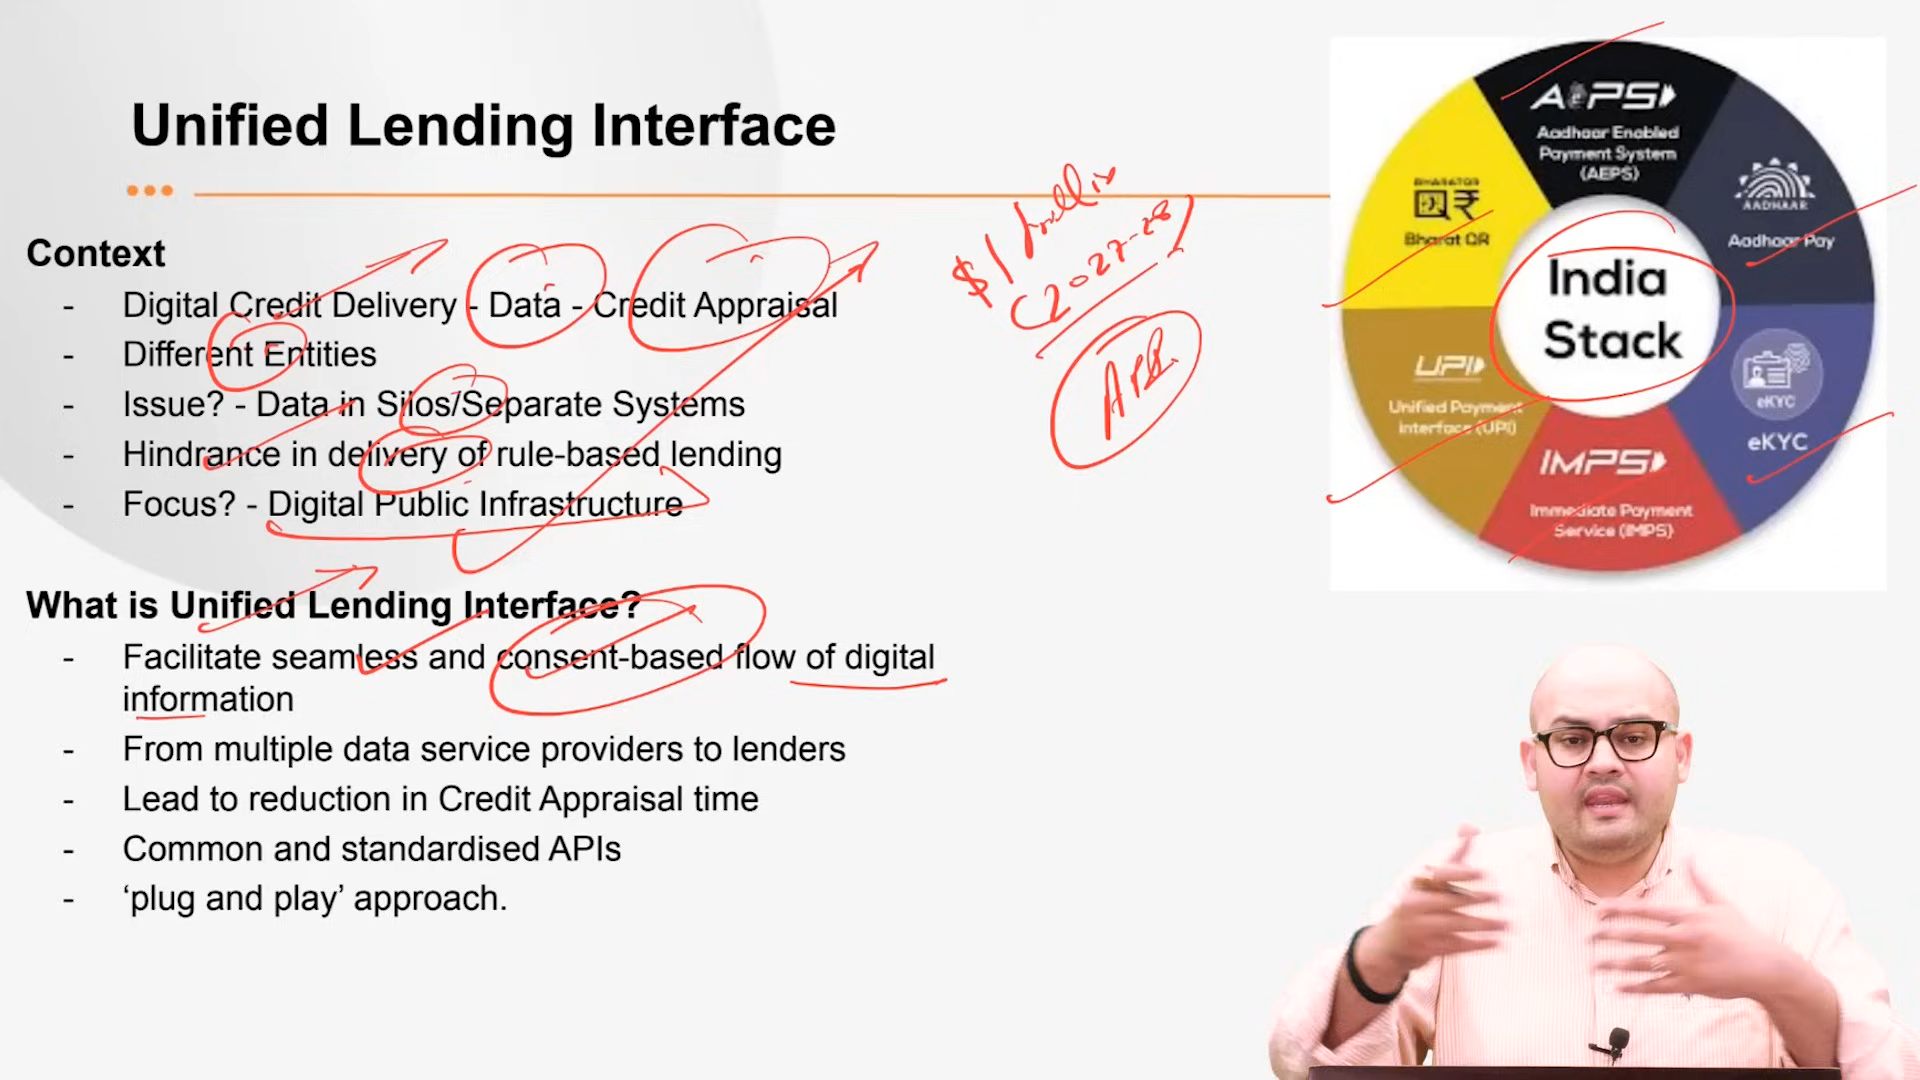 Unified Lending Interface
Context
- Digital Credit Delivery - Data - Credit Appraisal
- Different Entities
- Issue? - Data in Silos/Separate Systems
- Hindrance in delivery of rule-based lending
- Focus? - Digital Public Infrastructure
What is Unified Lending Interface?
- Facilitate seamless and consent-based flow of digital
information
- From multiple data service providers to lenders
- Lead to reduction in Credit Appraisal time
- Common and standardised APIs
- ‘plug and play’ approach.
$1
2027-28
AePS
Aadhaar Enabled
Payment System
(AEPS)
AADHAAR
Aadhaar Pay
eKYC
eKYC
IMPS
Immediate Payment
Service (IMPS)
UPI
Unified Payment
Interface (UPI)
BHARATQR
Bharat QR
India
Stack